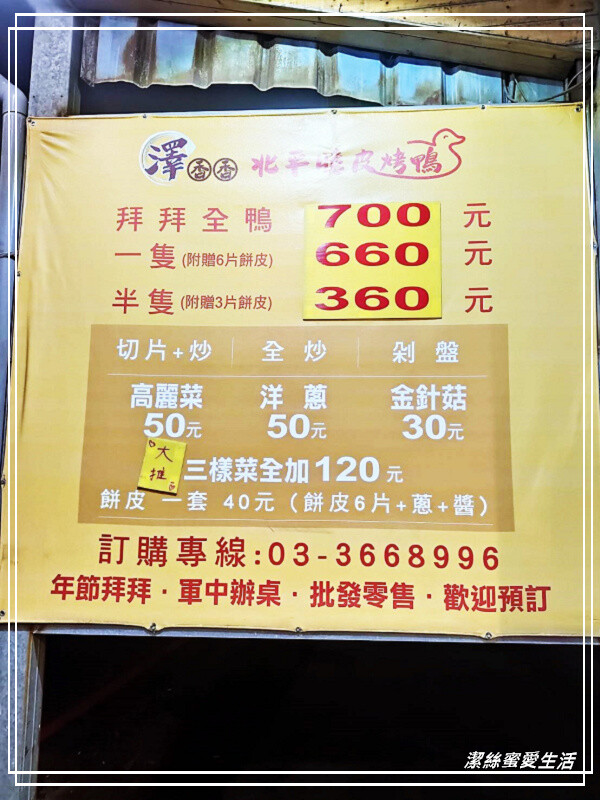 澤香香 北平脆皮烤鴨
拜拜全鴨 700 元
一隻(附贈6片餅皮) 660 元
半隻(附贈3片餅皮) 360 元
切片+炒 全炒 剁盤
高麗菜 洋蔥 金針菇
50元 50元 30元
大推
三樣菜全加120元
餅皮 一套 40元(餅皮6片+蔥+醬)
訂購專線:03-3668996
年節拜拜·軍中辦桌·批發零售·歡迎預訂
潔絲蜜愛生活